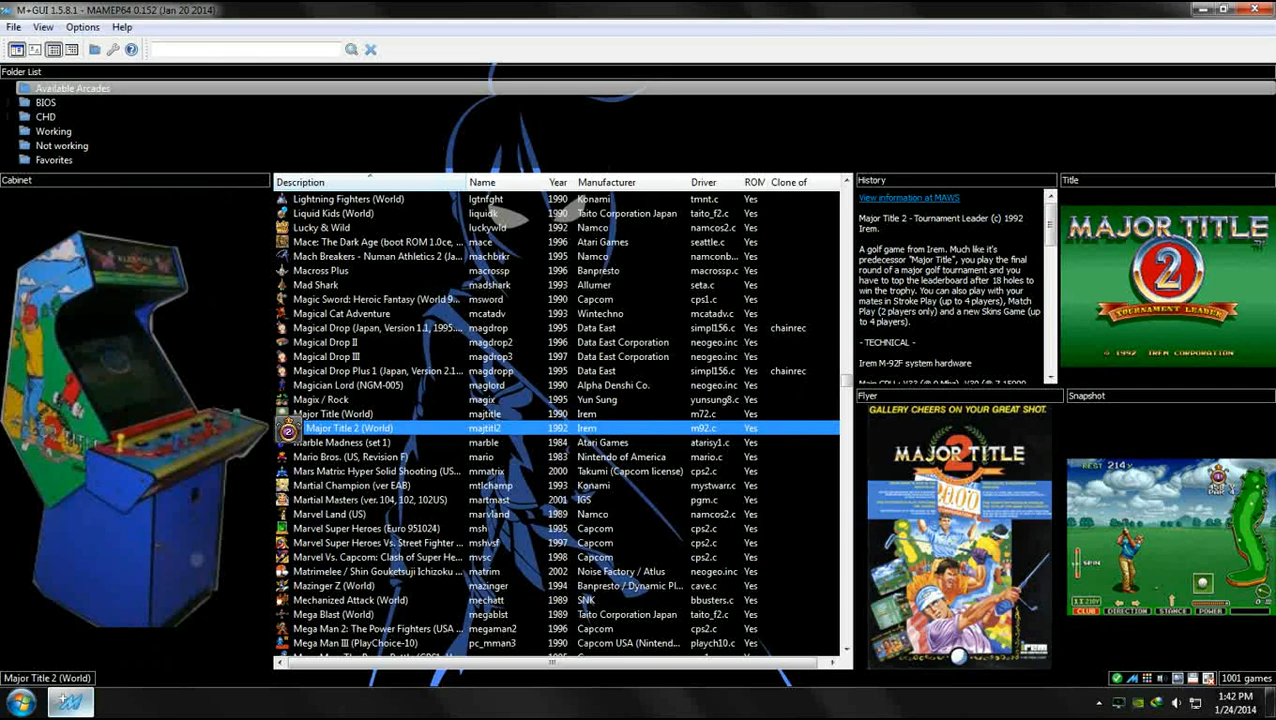 M+GUI 1.5.8.1 - MAMEP64 0.152 (Jan 20 2014)
File View Options Help
Folder List
Available Arcades
BIOS
CHD
Working
Not working
Favorites
Cabinet
Description Name Year Manufacturer Driver ROM Clone of
Lightning Fighters (World) lgtnfght 1990 Konami tmnt.c Yes
Liquid Kids (World) liquidk 1990 Taito Corporation Japan taito_f2.c Yes
Lucky & Wild luckywld 1992 Namco namcos2.c Yes
Mace: The Dark Age (boot ROM 1.0ce, ... mace 1996 Atari Games seattle.c Yes
Mach Breakers - Numan Athletics 2 (Ja... machbrkr 1995 Namco namconb... Yes
Macross Plus macrossp 1996 Banpresto macrossp.c Yes
Mad Shark madshark 1993 Allumer seta.c Yes
Magic Sword: Heroic Fantasy (World 9... msword 1990 Capcom cps1.c Yes
Magical Cat Adventure mcatadv 1993 Wintechno mcatadv.c Yes
Magical Drop (Japan, Version 1.1, 1995.... magdrop 1995 Data East simpl156.c Yes chainrec
Magical Drop II magdrop2 1996 Data East Corporation neogeo.inc Yes
Magical Drop III magdrop3 1997 Data East Corporation neogeo.inc Yes
Magical Drop Plus 1 (Japan, Version 2.1... magdropp 1995 Data East simpl156.c Yes chainrec
Magician Lord (NGM-005) maglord 1990 Alpha Denshi Co. neogeo.inc Yes
Magix / Rock magix 1995 Yun Sung yunsung8.c Yes
Major Title (World) majtitle 1990 Irem m72.c Yes
Major Title 2 (World) majtitl2 1992 Irem m92.c Yes
Marble Madness (set 1) marble 1984 Atari Games atarisy1.c Yes
Mario Bros. (US, Revision F) mario 1983 Nintendo of America mario.c Yes
Mars Matrix: Hyper Solid Shooting (US... mmatrix 2000 Takumi (Capcom license) cps2.c Yes
Martial Champion (ver EAB) mtlchamp 1993 Konami mystwarr.c Yes
Martial Masters (ver. 104, 102, 102US) martmast 2001 IGS pgm.c Yes
Marvel Land (US) marvland 1989 Namco namcos2.c Yes
Marvel Super Heroes (Euro 951024) msh 1995 Capcom cps2.c Yes
Marvel Super Heroes Vs. Street Fighter ... mshvsf 1997 Capcom cps2.c Yes
Marvel Vs. Capcom: Clash of Super He... mvsc 1998 Capcom cps2.c Yes
Matrimelee / Shin Gouketsuji Ichizoku ... matrim 2002 Noise Factory / Atlus neogeo.inc Yes
Mazinger Z (World) mazinger 1994 Banpresto / Dynamic Pl... cave.c Yes
Mechanized Attack (World) mechatt 1989 SNK bbusters.c Yes
Mega Blast (World) megablst 1989 Taito Corporation Japan taito_f2.c Yes
Mega Man 2: The Power Fighters (USA ... megaman2 1996 Capcom cps2.c Yes
Mega Man III (PlayChoice-10) pc_mman3 Capcom USA (Nintend... playch10.c Yes
History
View information at MAWS
Major Title 2 - Tournament Leader (c) 1992
Irem.
A golf game from Irem. Much like it's
predecessor "Major Title", you play the final
round of a major golf tournament and you
have to top the leaderboard after 18 holes to
win the trophy. You can also play with your
mates in Stroke Play (up to 4 players), Match
Play (2 players only) and a new Skins Game (up
to 4 players).
- TECHNICAL -
Irem M-92F system hardware
Title
MAJOR TITLE
2
TOURNAMENT LEADER
© 1992 IREM CORPORATION
Flyer
GALLERY CHEERS ON YOUR GREAT SHOT.
MAJOR TITLE
2
irem
Snapshot
REST 214Y
SPIN
1W 210Y
CLUB DIRECTION STANCE POWER
Major Title 2 (World)
1001 games
1:42 PM
1/24/2014